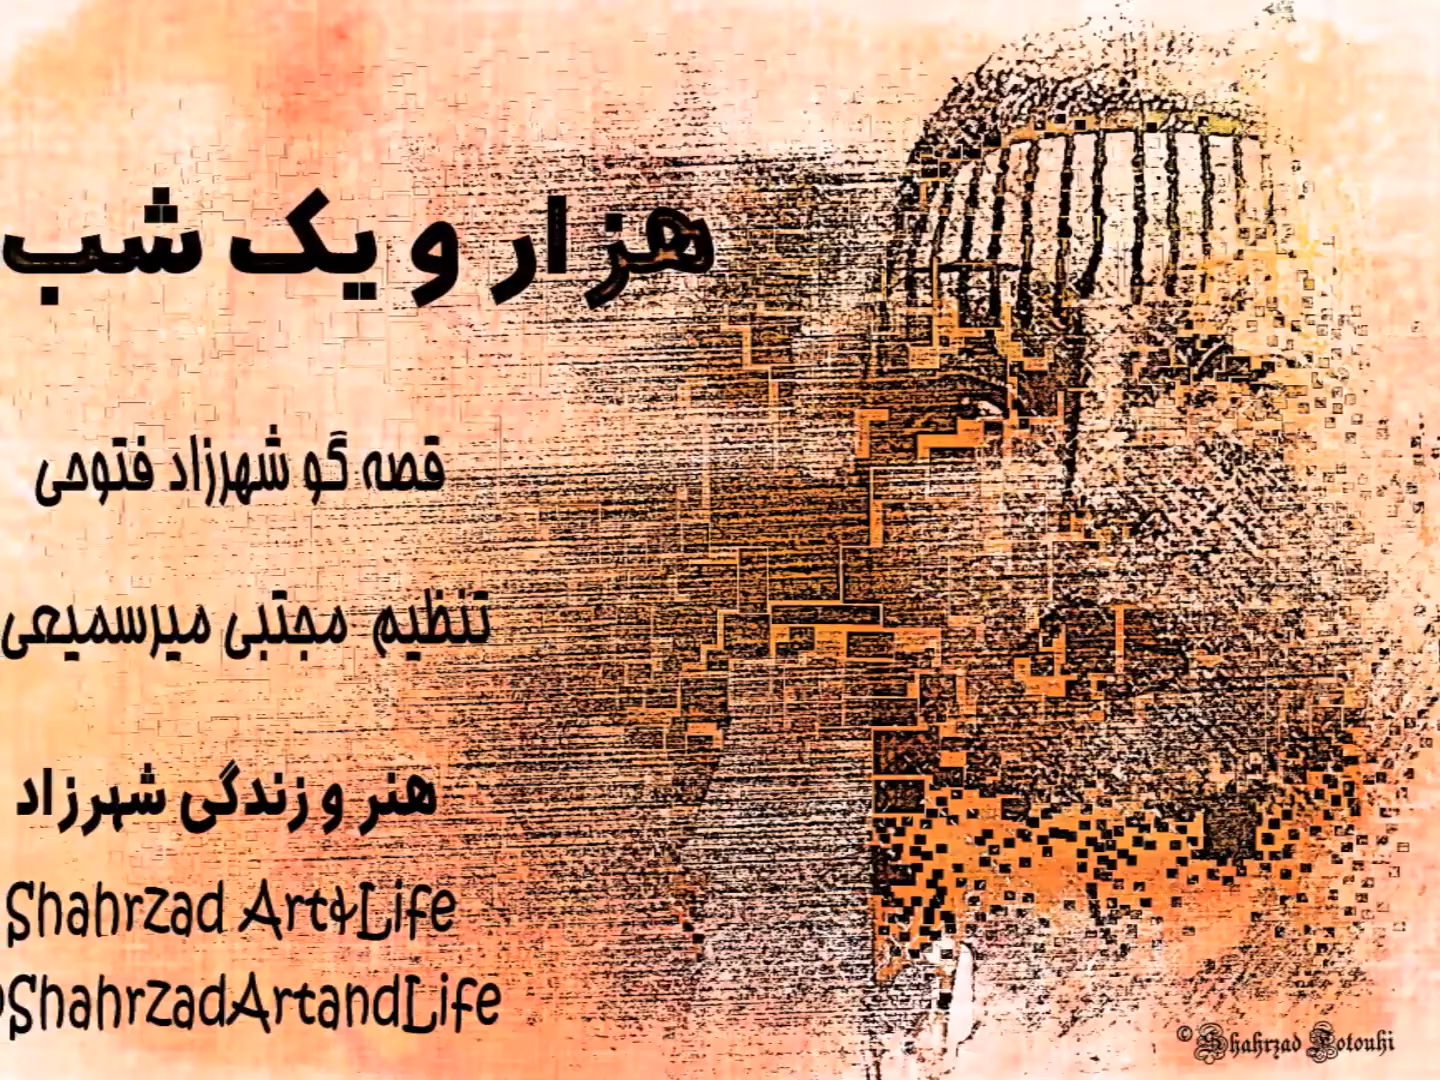 هزار و یک شب
قصه گو شهرزاد فتوحی
تنظیم مجتبی میرسمیعی
هنر و زندگی شهرزاد
Shahrzad Art&Life
@ShahrzadArtandLife
© Shahrzad Fotouhi